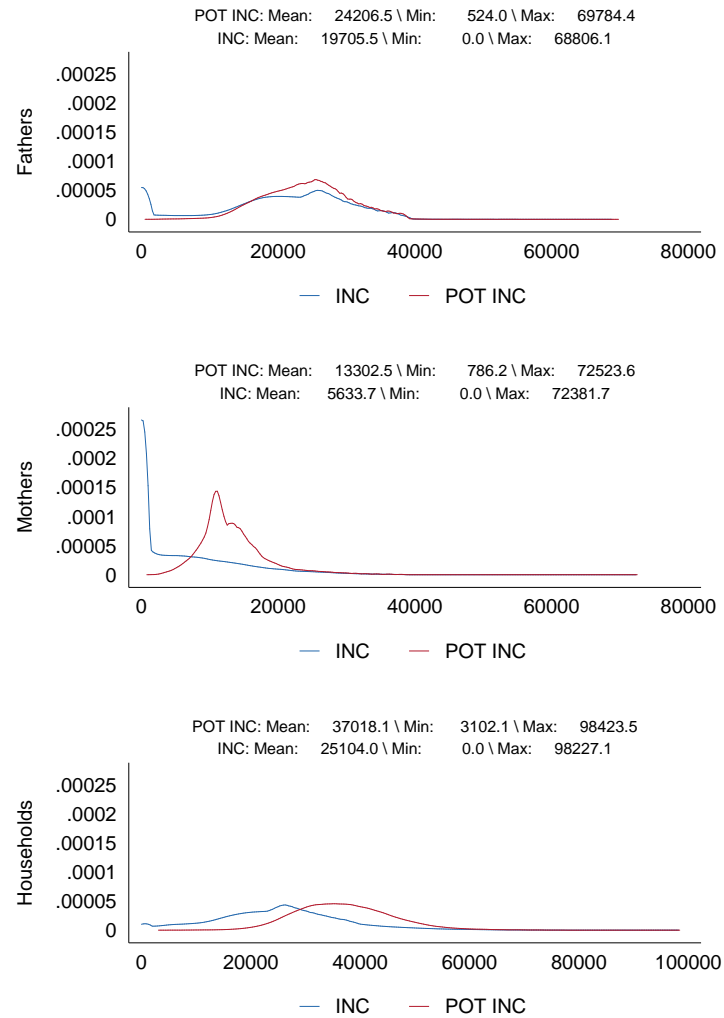 POT INC: Mean: 24206.5 \ Min: 524.0 \ Max: 69784.4
INC: Mean: 19705.5 \ Min: 0.0 \ Max: 68806.1
Fathers
.00025
.0002
.00015
.0001
.00005
0
0 20000 40000 60000 80000
INC POT INC
POT INC: Mean: 13302.5 \ Min: 786.2 \ Max: 72523.6
INC: Mean: 5633.7 \ Min: 0.0 \ Max: 72381.7
Mothers
.00025
.0002
.00015
.0001
.00005
0
0 20000 40000 60000 80000
INC POT INC
POT INC: Mean: 37018.1 \ Min: 3102.1 \ Max: 98423.5
INC: Mean: 25104.0 \ Min: 0.0 \ Max: 98227.1
Households
.00025
.0002
.00015
.0001
.00005
0
0 20000 40000 60000 80000 100000
INC POT INC